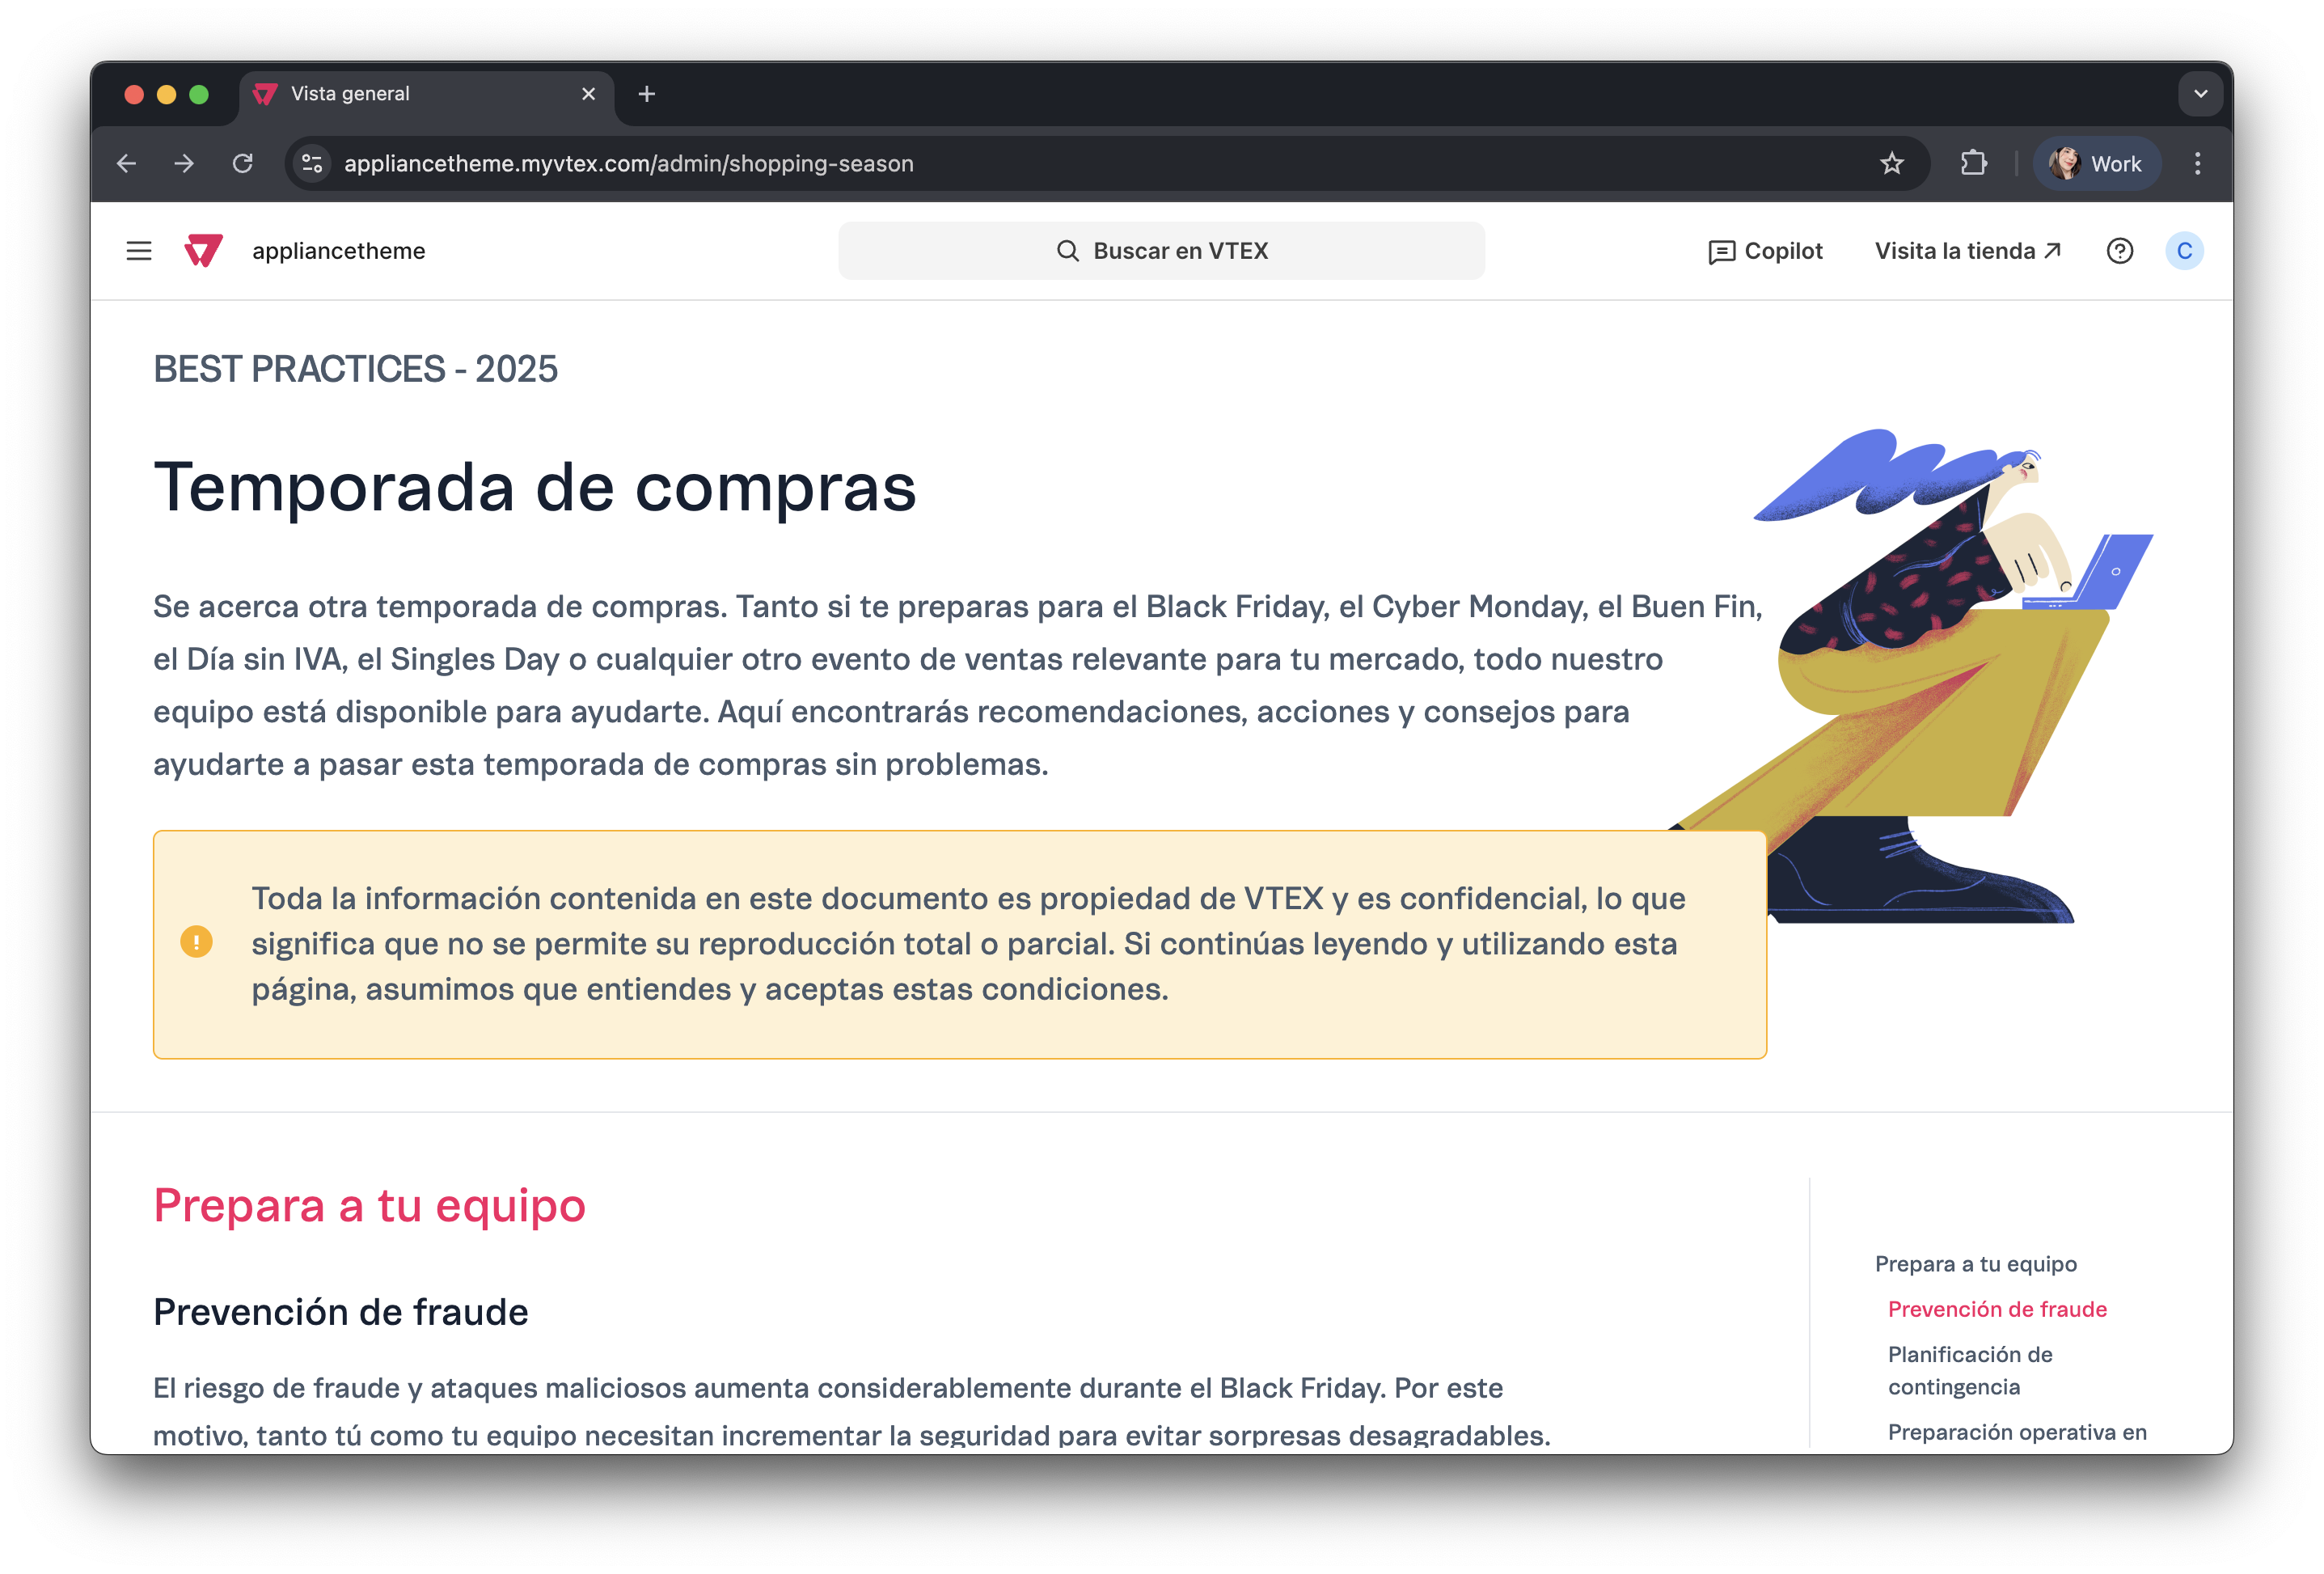 Vista general
appliancetheme.myvtex.com/admin/shopping-season
Work
appliancetheme
Buscar en VTEX
Copilot
Visita la tienda
C
BEST PRACTICES - 2025
Temporada de compras
Se acerca otra temporada de compras. Tanto si te preparas para el Black Friday, el Cyber Monday, el Buen Fin,
el Día sin IVA, el Singles Day o cualquier otro evento de ventas relevante para tu mercado, todo nuestro
equipo está disponible para ayudarte. Aquí encontrarás recomendaciones, acciones y consejos para
ayudarte a pasar esta temporada de compras sin problemas.
Toda la información contenida en este documento es propiedad de VTEX y es confidencial, lo que
significa que no se permite su reproducción total o parcial. Si continúas leyendo y utilizando esta
página, asumimos que entiendes y aceptas estas condiciones.
Prepara a tu equipo
Prevención de fraude
El riesgo de fraude y ataques maliciosos aumenta considerablemente durante el Black Friday. Por este
motivo, tanto tú como tu equipo necesitan incrementar la seguridad para evitar sorpresas desagradables.
Prepara a tu equipo
Prevención de fraude
Planificación de
contingencia
Preparación operativa en